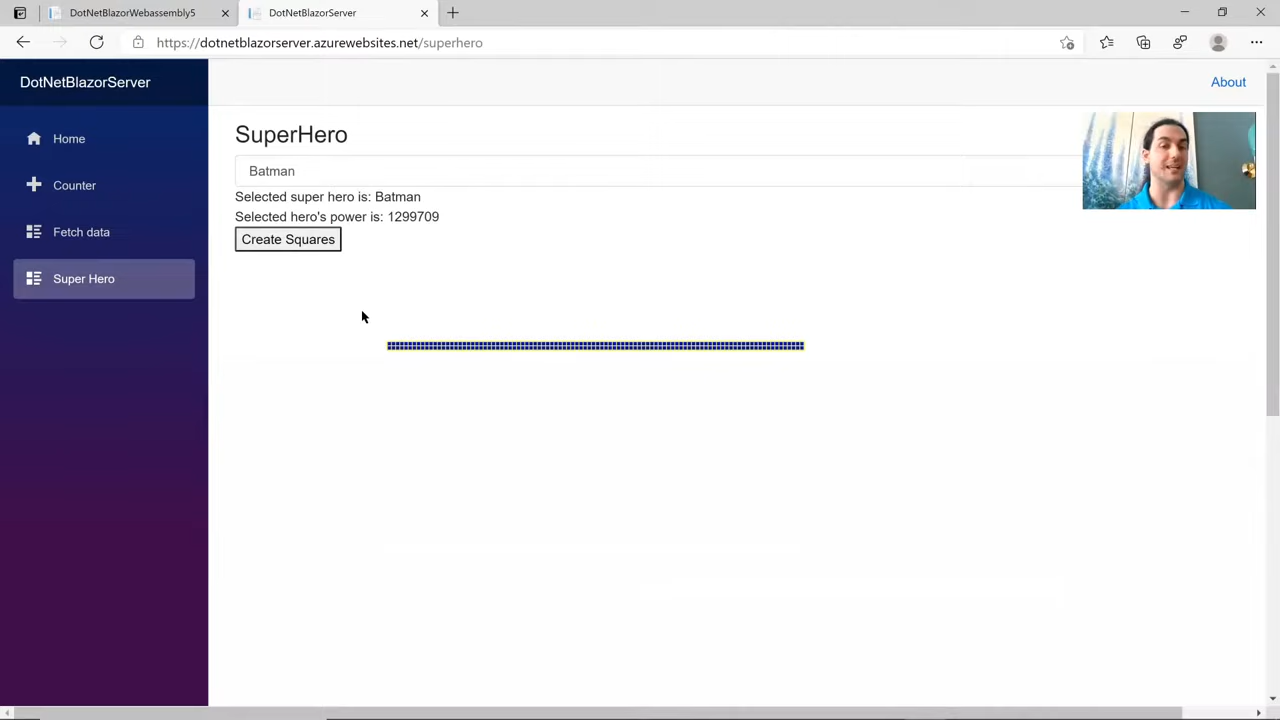 DotNetBlazorWebassembly5
DotNetBlazorServer
https://dotnetblazorserver.azurewebsites.net/superhero
DotNetBlazorServer
About
Home
Counter
Fetch data
Super Hero
SuperHero
Batman
Selected super hero is: Batman
Selected hero's power is: 1299709
Create Squares